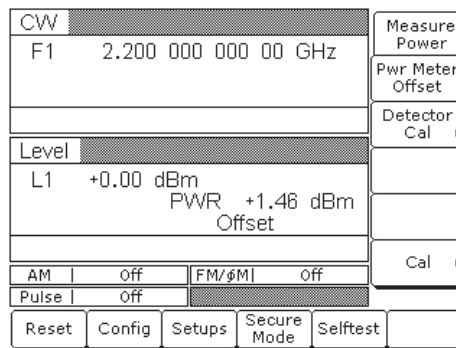 CW
F1 2.200 000 000 00 GHz
Level
L1 +0.00 dBm
PWR +1.46 dBm
Offset
AM | Off
FM/ɸM| Off
Pulse | Off
Measure
Power
Pwr Meter
Offset
Detector
Cal
Cal
Reset
Config
Setups
Secure
Mode
Selftest